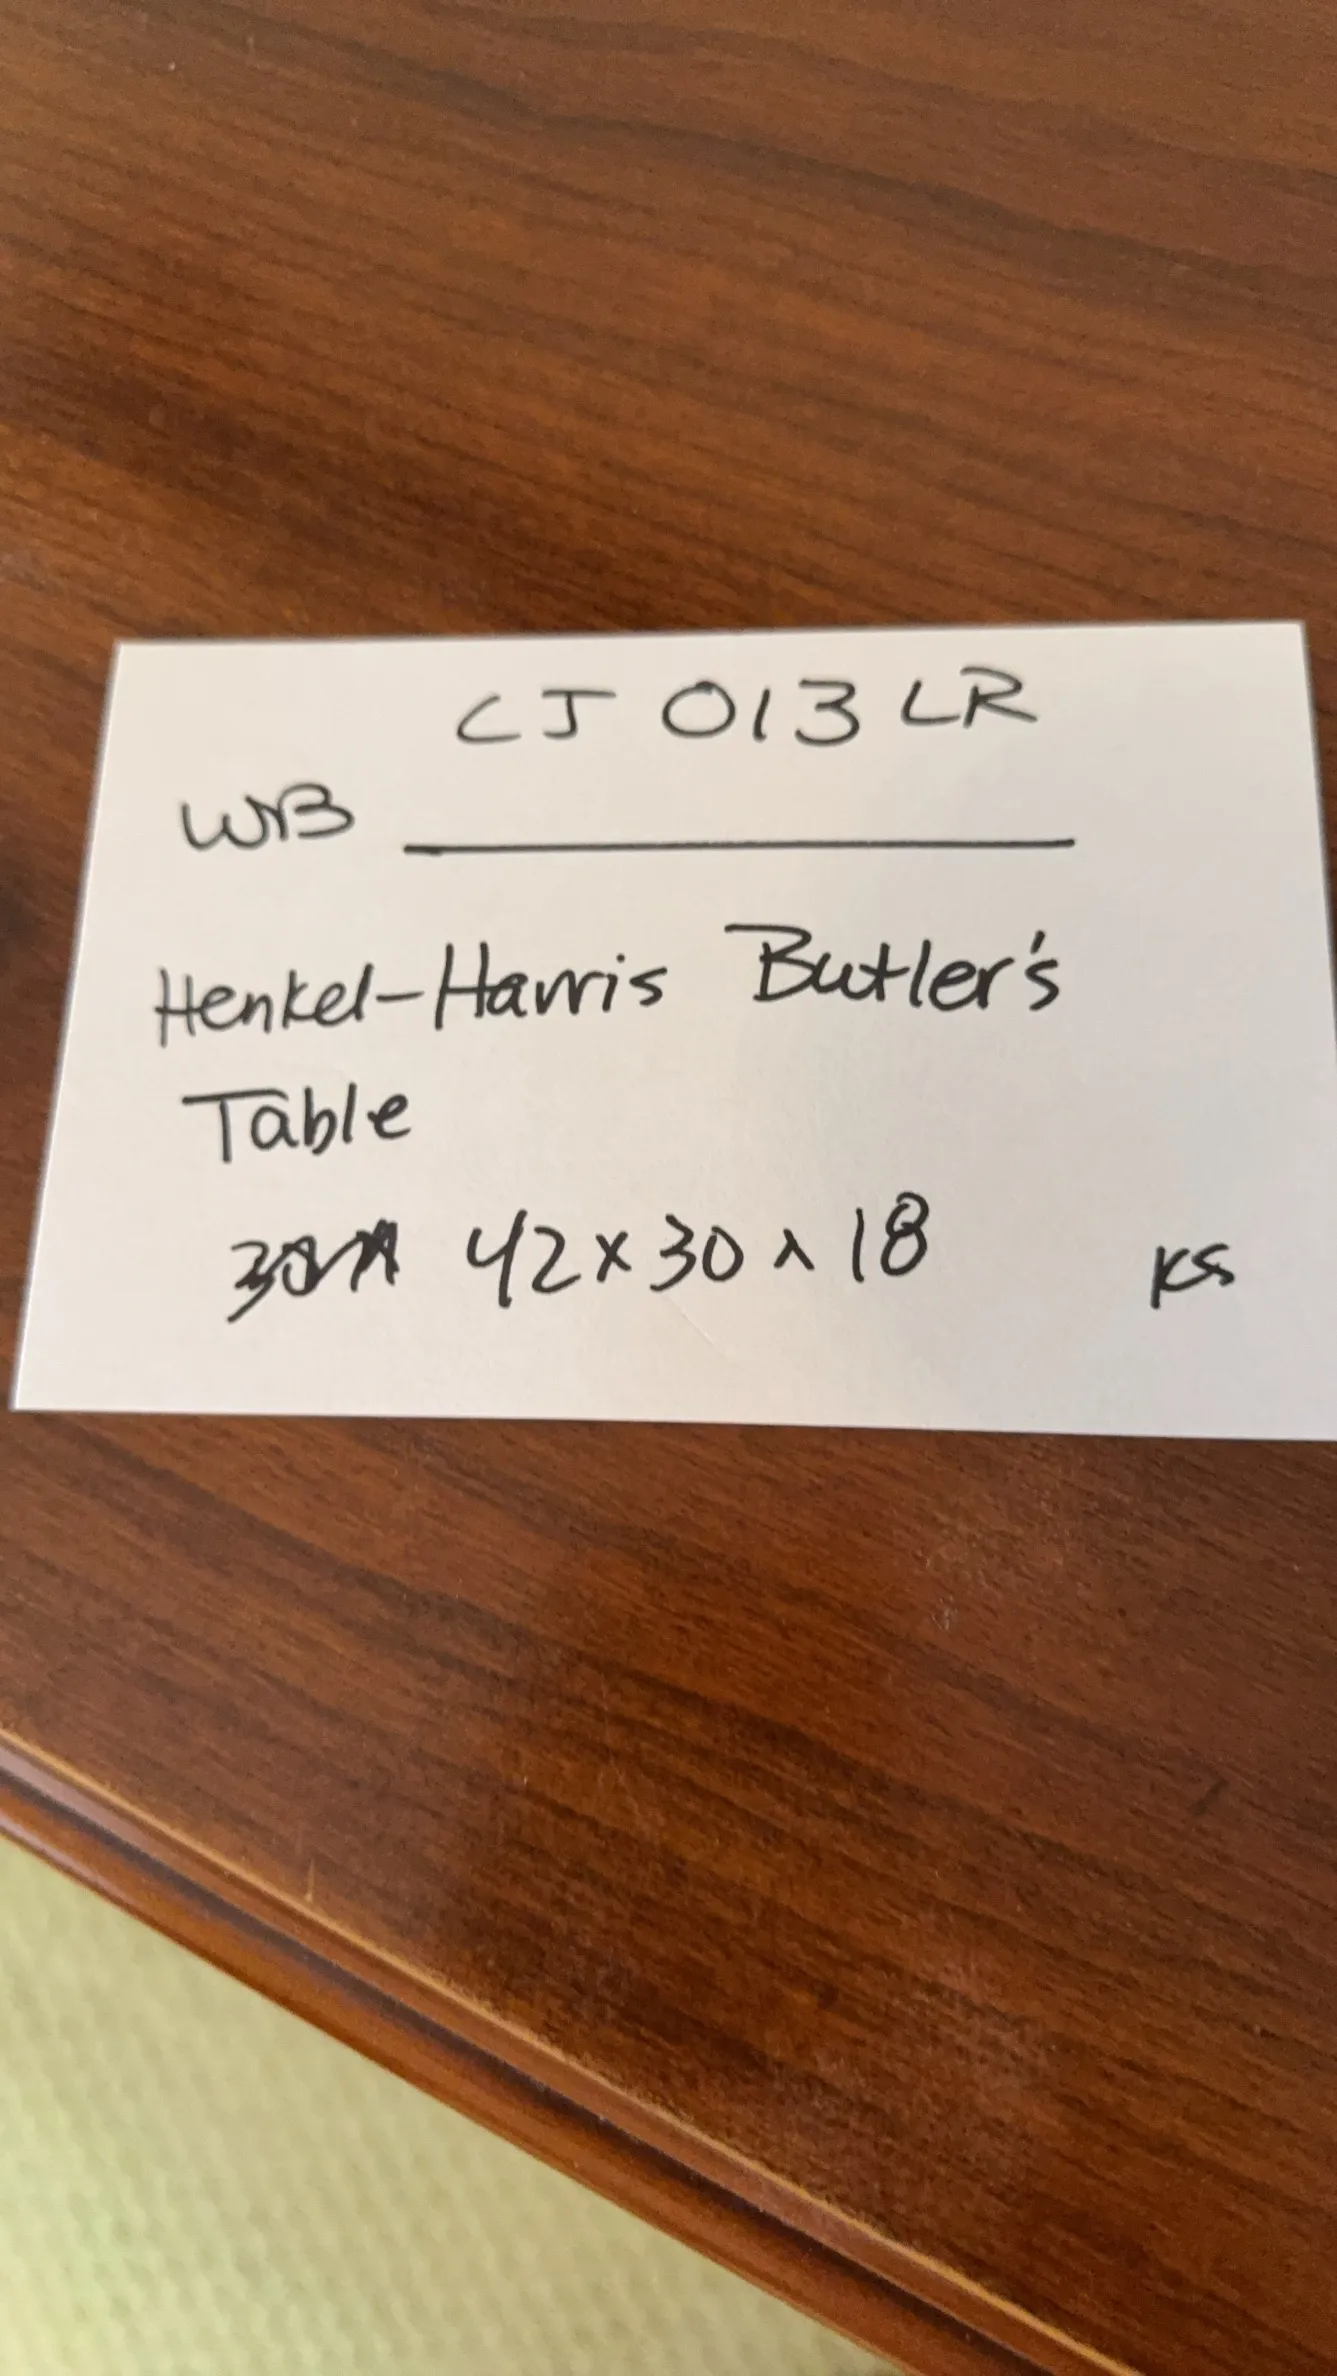 CJ 013 LR
WB
Henkel-Harris Butler's
Table
42 x 30 x 18 KS